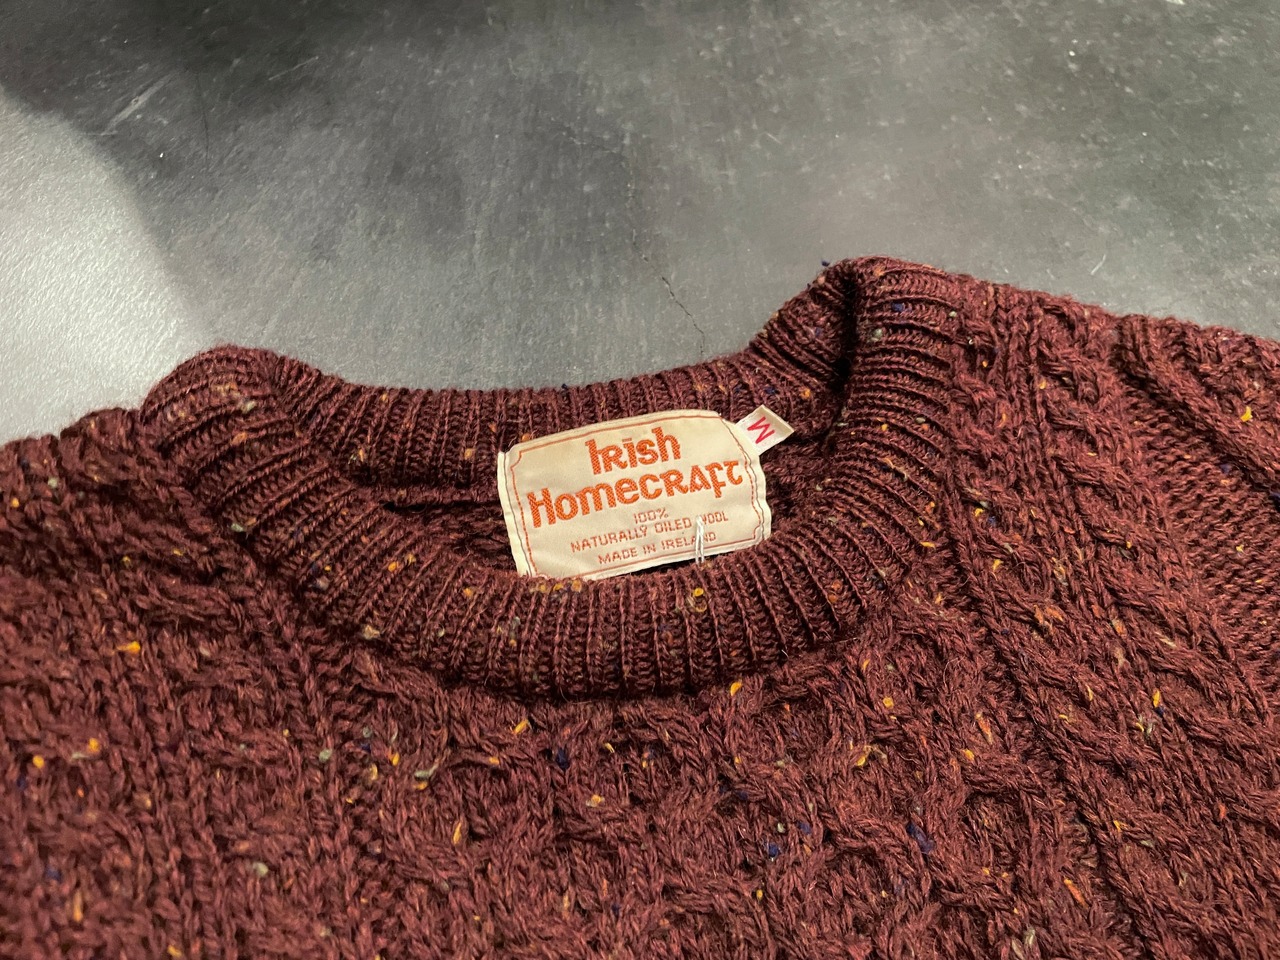 Irish
Homecraft
100%
NATURALLY OILED WOOL
MADE IN IRELAND
M